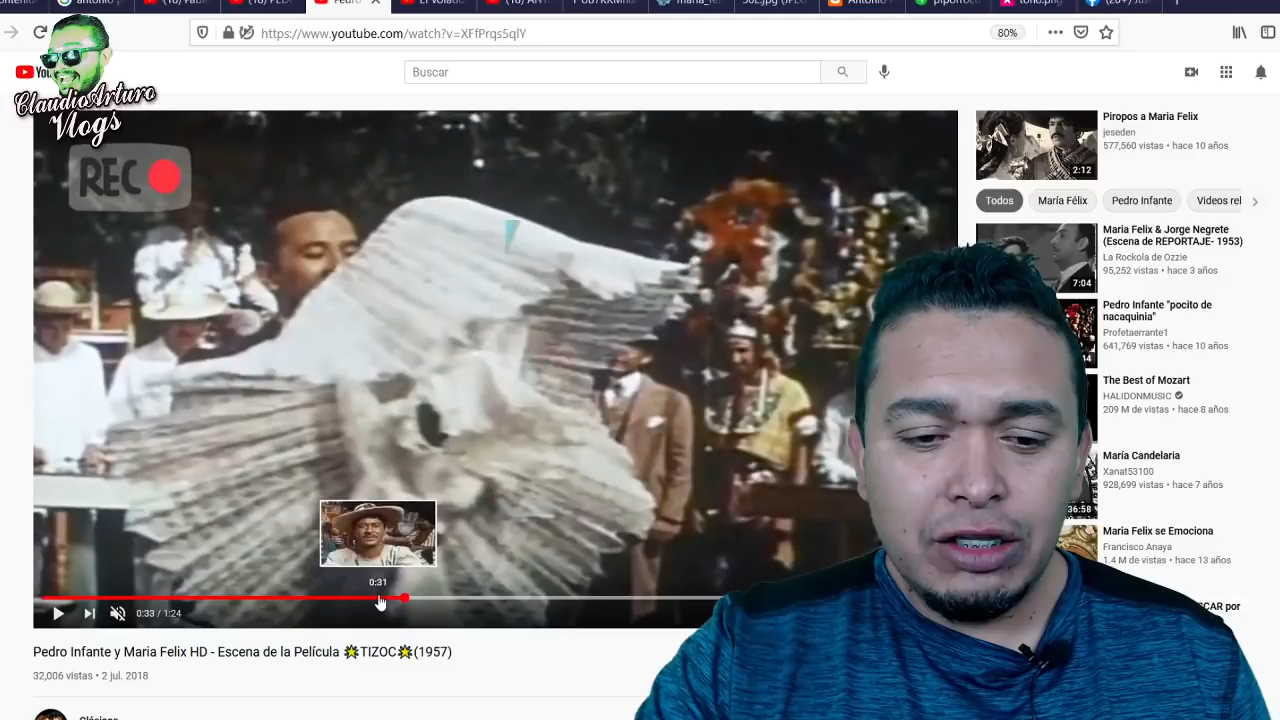 https://www.youtube.com/watch?v=XFfPrqs5qlY
80%
ClaudioArturo
Vlogs
Buscar
REC
0:31
0:33 / 1:24
Pedro Infante y Maria Felix HD - Escena de la Película TIZOC (1957)
32,006 vistas • 2 jul. 2018
Piropos a Maria Felix
jeseden
577,560 vistas • hace 10 años
2:12
Todos
María Félix
Pedro Infante
Videos rel
Maria Felix & Jorge Negrete
(Escena de REPORTAJE- 1953)
La Rockola de Ozzie
95,252 vistas • hace 3 años
7:04
Pedro Infante "pocito de
nacaquinia"
Profetaerrante1
641,769 vistas • hace 10 años
The Best of Mozart
HALIDONMUSIC
209 M de vistas • hace 8 años
María Candelaria
Xanat53100
928,699 vistas • hace 7 años
36:58
Maria Felix se Emociona
Francisco Anaya
1.4 M de vistas • hace 13 años
CAR por